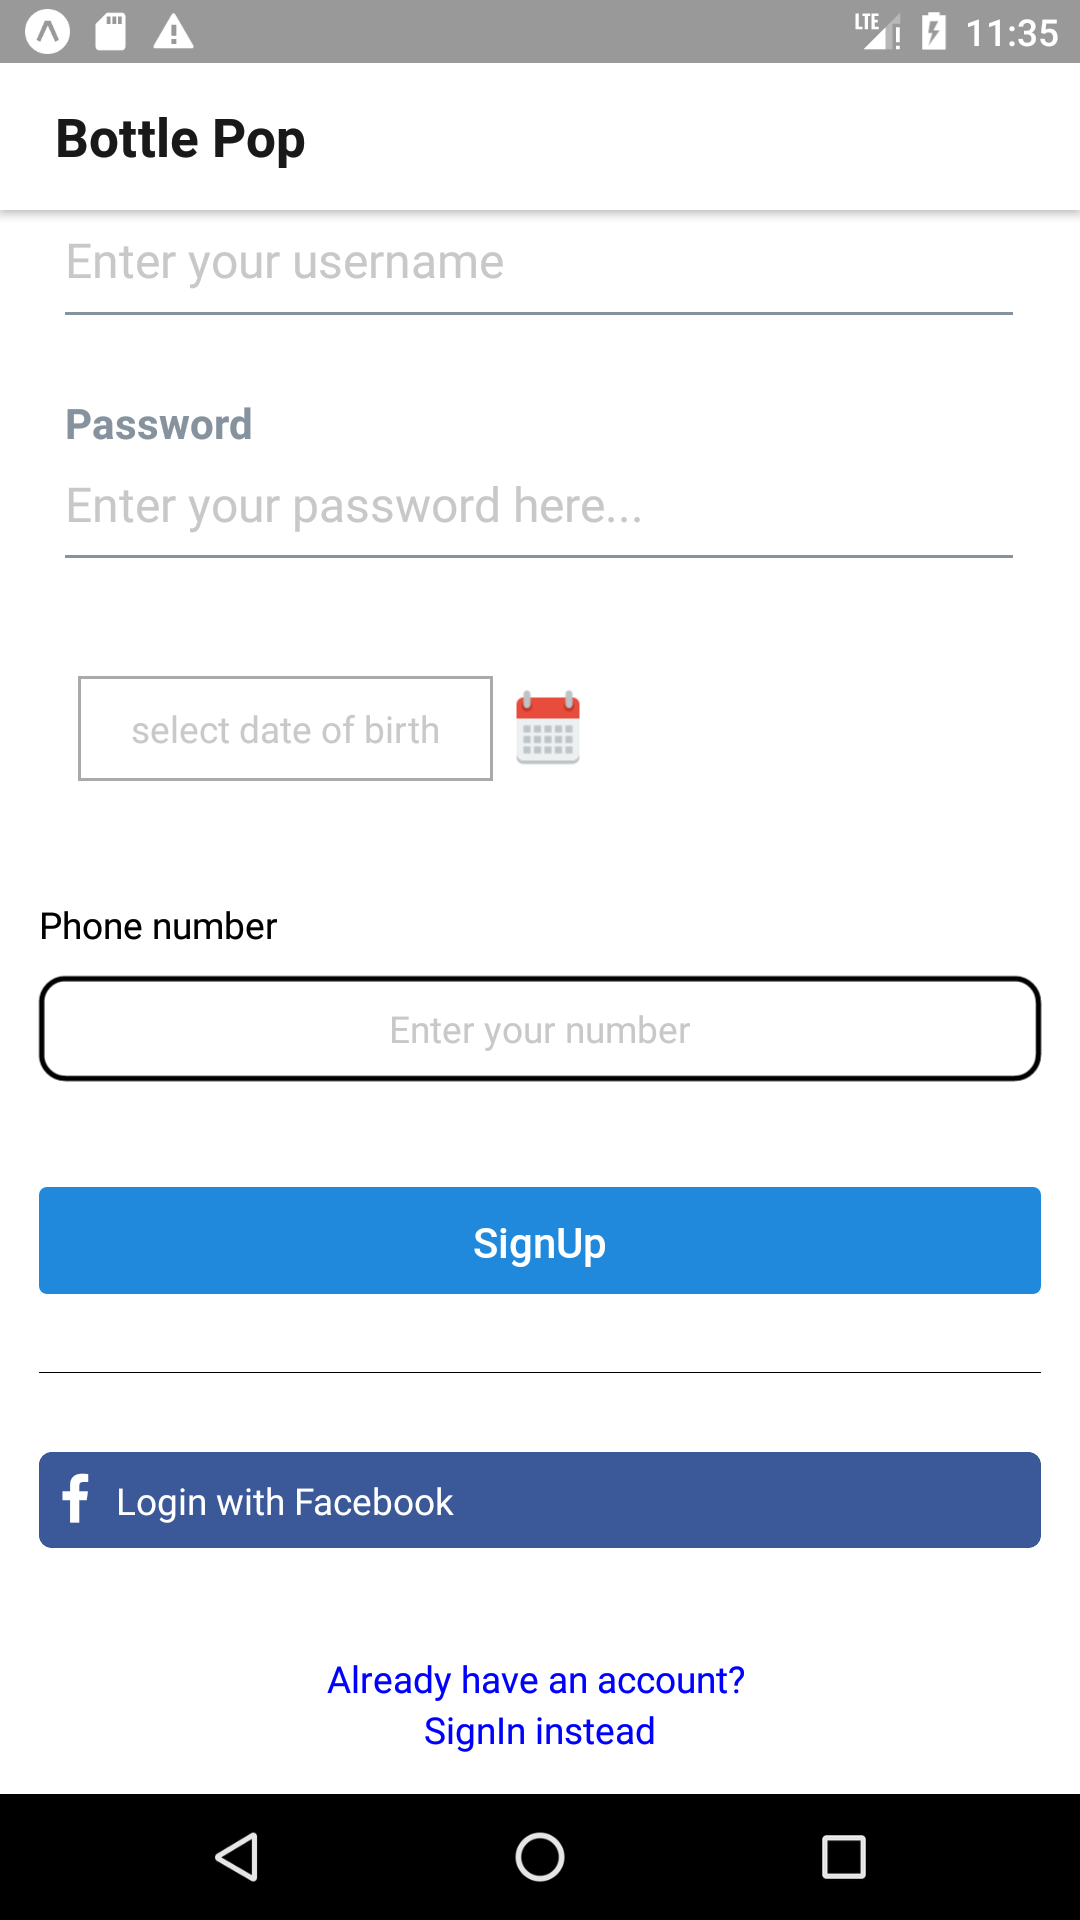 LTE 11:35
Bottle Pop
Enter your username
Password
Enter your password here...
select date of birth
Phone number
Enter your number
SignUp
Login with Facebook
Already have an account?
SignIn instead